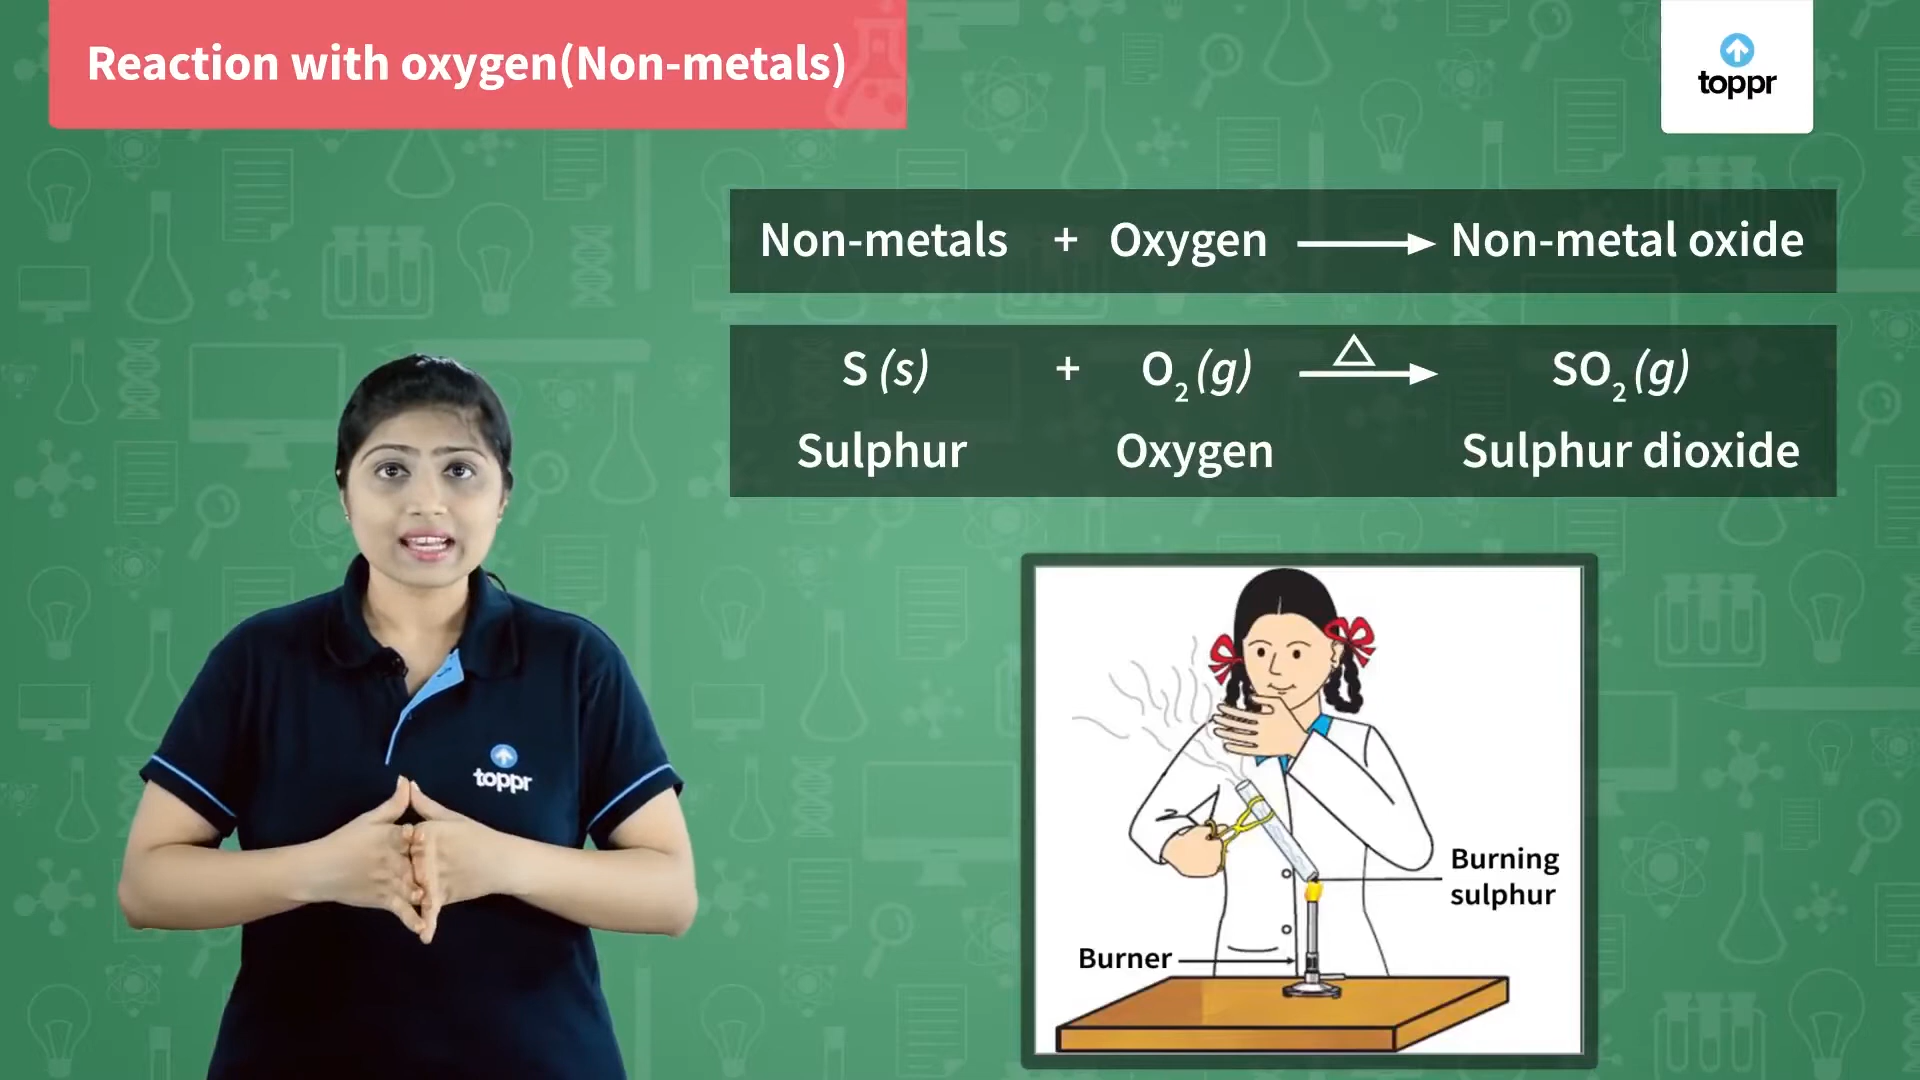 Reaction with oxygen(Non-metals)
toppr
Non-metals + Oxygen ⟶ Non-metal oxide
S (s) + O₂ (g) —△→ SO₂ (g)
Sulphur Oxygen Sulphur dioxide
toppr
Burning
sulphur
Burner